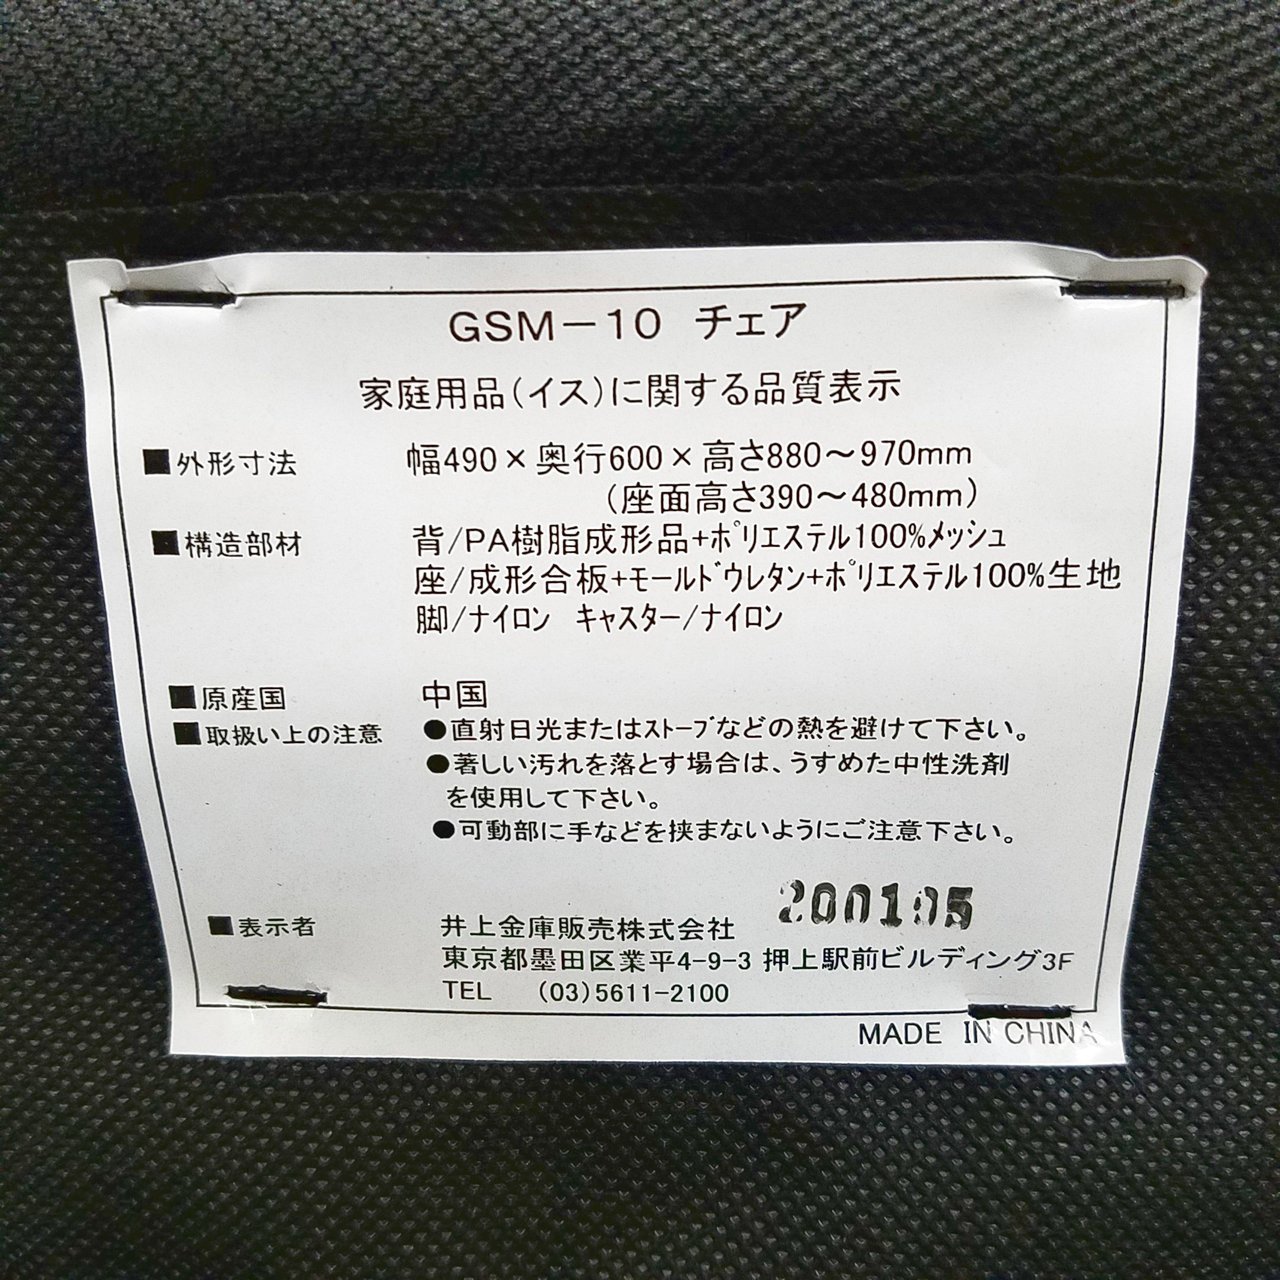 GSM－10 チェア
家庭用品（イス）に関する品質表示
■外形寸法 幅490×奥行600×高さ880～970mm
（座面高さ390～480mm）
■構造部材 背/PA樹脂成形品+ﾎﾟﾘｴｽﾃﾙ100%ﾒｯｼｭ
座/成形合板+ﾓｰﾙﾄﾞｳﾚﾀﾝ+ﾎﾟﾘｴｽﾃﾙ100%生地
脚/ﾅｲﾛﾝ ｷｬｽﾀｰ/ﾅｲﾛﾝ
■原産国 中国
■取扱い上の注意 ●直射日光またはｽﾄｰﾌﾞなどの熱を避けて下さい。
●著しい汚れを落とす場合は、うすめた中性洗剤
を使用して下さい。
●可動部に手などを挟まないようにご注意下さい。
200105
■表示者 井上金庫販売株式会社
東京都墨田区業平4-9-3 押上駅前ビルディング3F
TEL （03）5611-2100
MADE IN CHINA